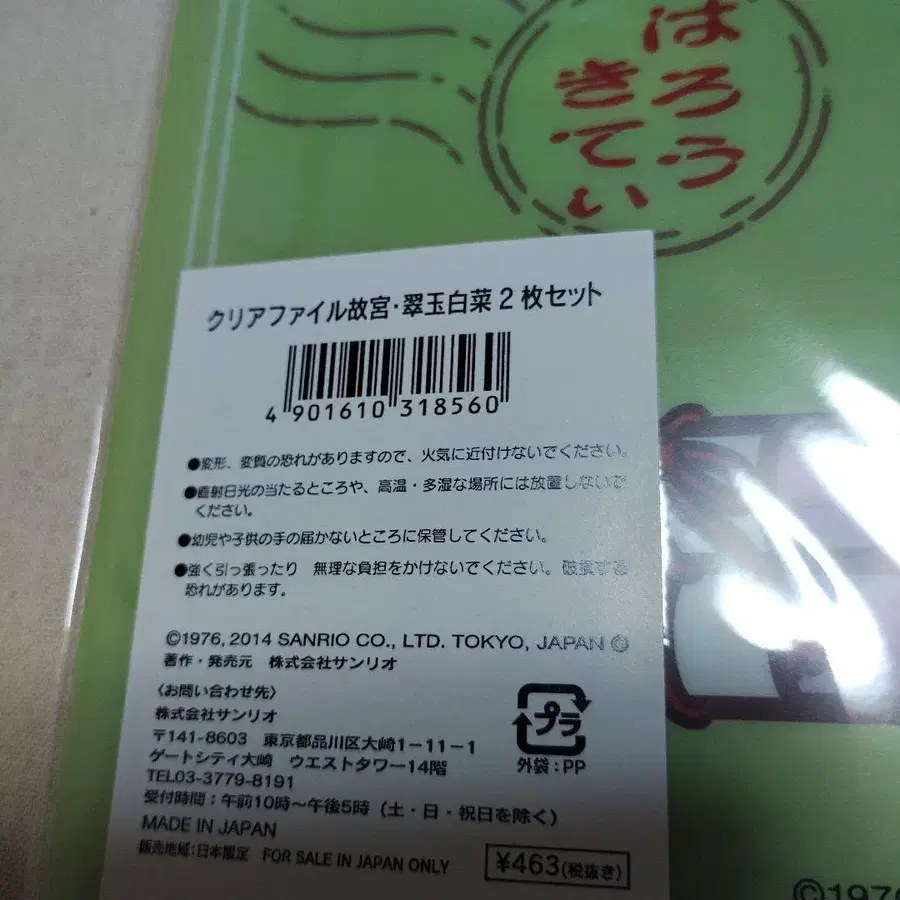 はろう
きてぃ
クリアファイル故宮・翠玉白菜2枚セット
4 901610 318560
●変形、変質の恐れがありますので、火気に近付けないでください。
●直射日光の当たるところや、高温・多湿な場所には放置しないで
ください。
●幼児や子供の手の届かないところに保管してください。
●強く引っ張ったり 無理な負担をかけないでください。破損する
恐れがあります。
©1976, 2014 SANRIO CO., LTD. TOKYO, JAPAN Ⓛ
著作・発売元 株式会社サンリオ
〈お問い合わせ先〉
株式会社サンリオ
〒141-8603 東京都品川区大崎1-11-1
ゲートシティ大崎 ウエストタワー14階
TEL03-3779-8191
受付時間：午前10時〜午後5時（土・日・祝日を除く）
MADE IN JAPAN
販売地域：日本限定 FOR SALE IN JAPAN ONLY
プラ
外袋：PP
¥463(税抜き)
©1976